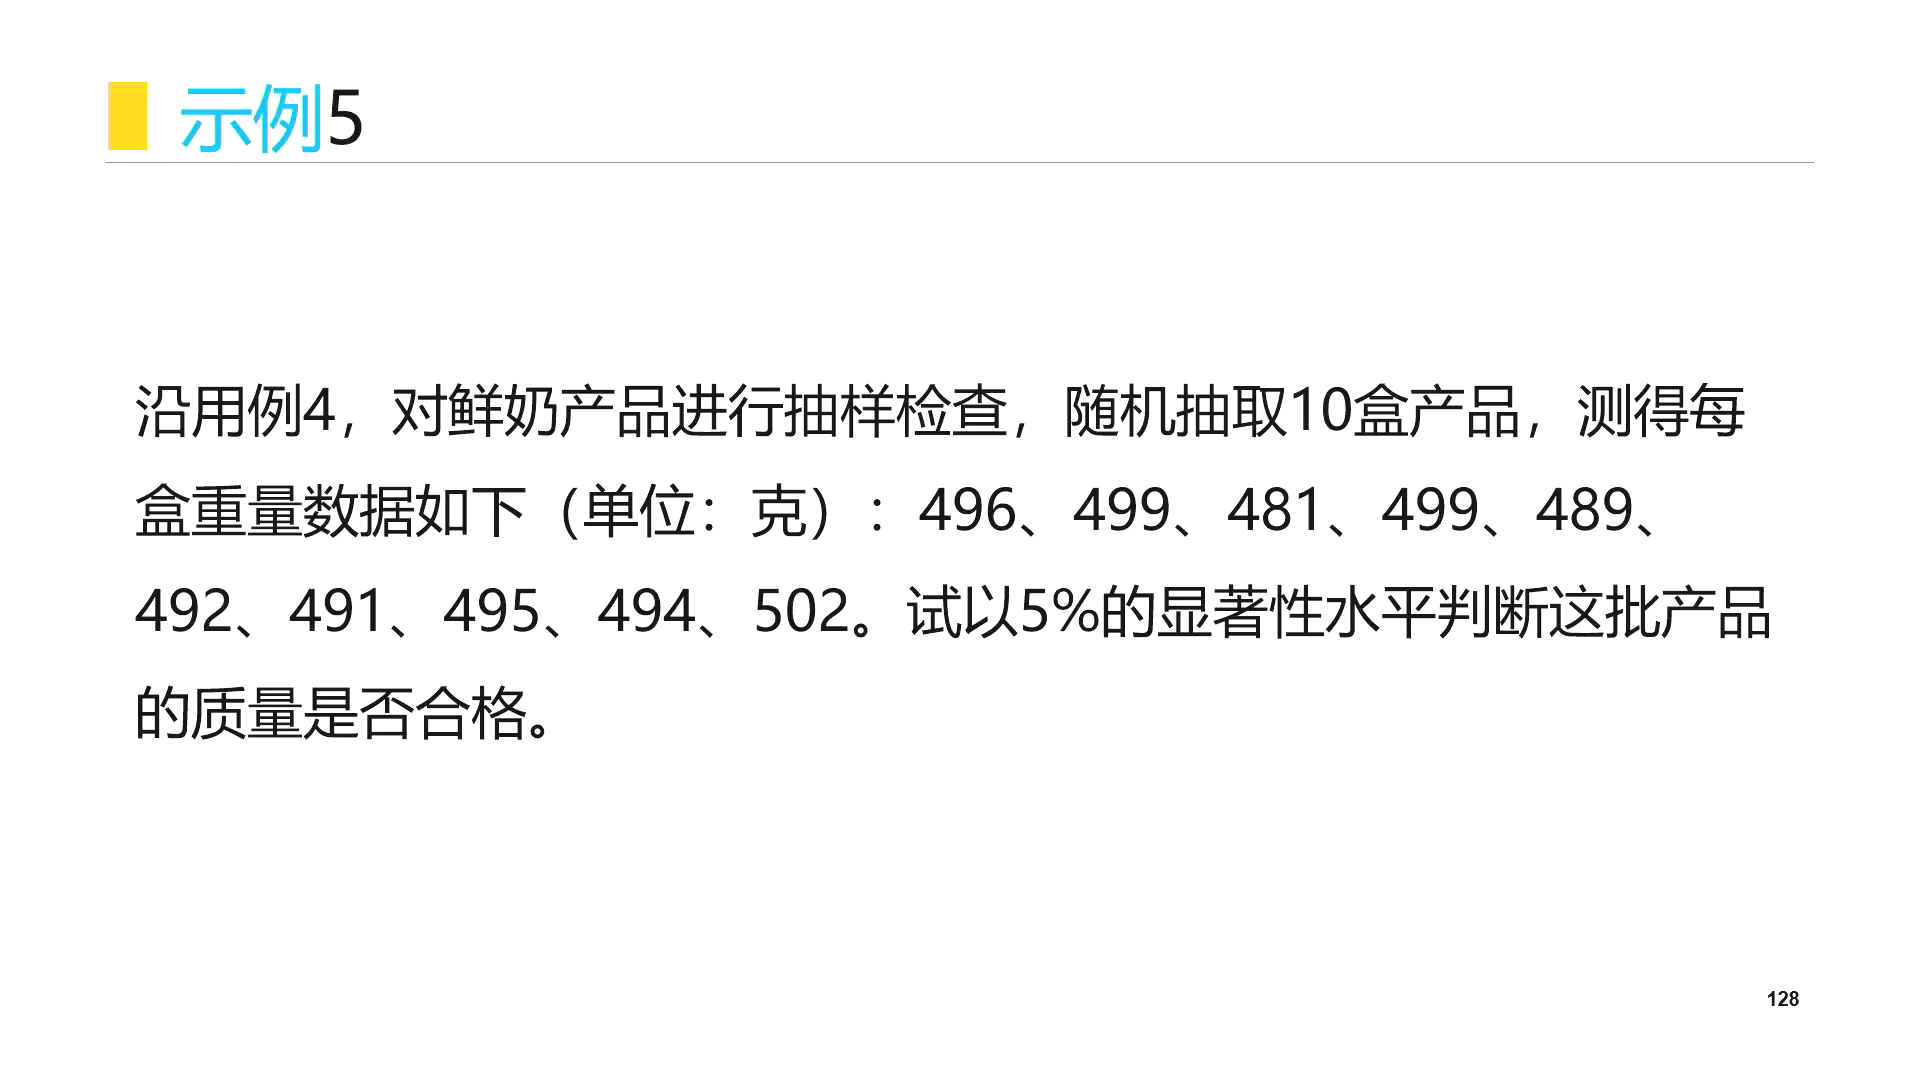 示例5
沿用例4，对鲜奶产品进行抽样检查，随机抽取10盒产品，测得每
盒重量数据如下（单位：克）：496、499、481、499、489、
492、491、495、494、502。试以5%的显著性水平判断这批产品
的质量是否合格。
128